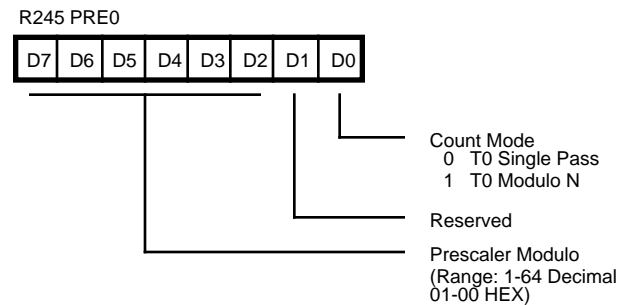 R245 PRE0
D7 D6 D5 D4 D3 D2 D1 D0
Count Mode
0 T0 Single Pass
1 T0 Modulo N
Reserved
Prescaler Modulo
(Range: 1-64 Decimal
01-00 HEX)